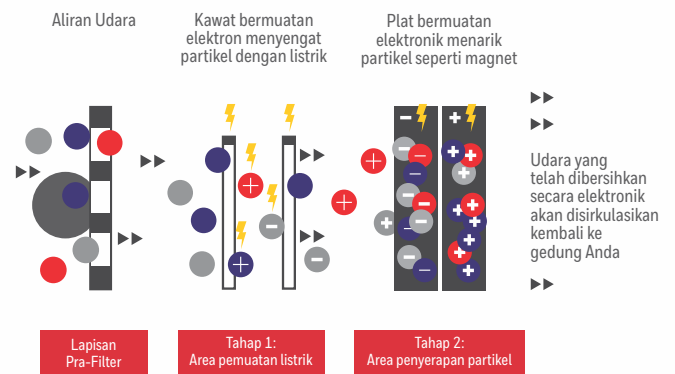 Aliran Udara
Kawat bermuatan
elektron menyengat
partikel dengan listrik
Plat bermuatan
elektronik menarik
partikel seperti magnet
Udara yang
telah dibersihkan
secara elektronik
akan disirkulasikan
kembali ke
gedung Anda
Lapisan
Pra-Filter
Tahap 1:
Area pemuatan listrik
Tahap 2:
Area penyerapan partikel